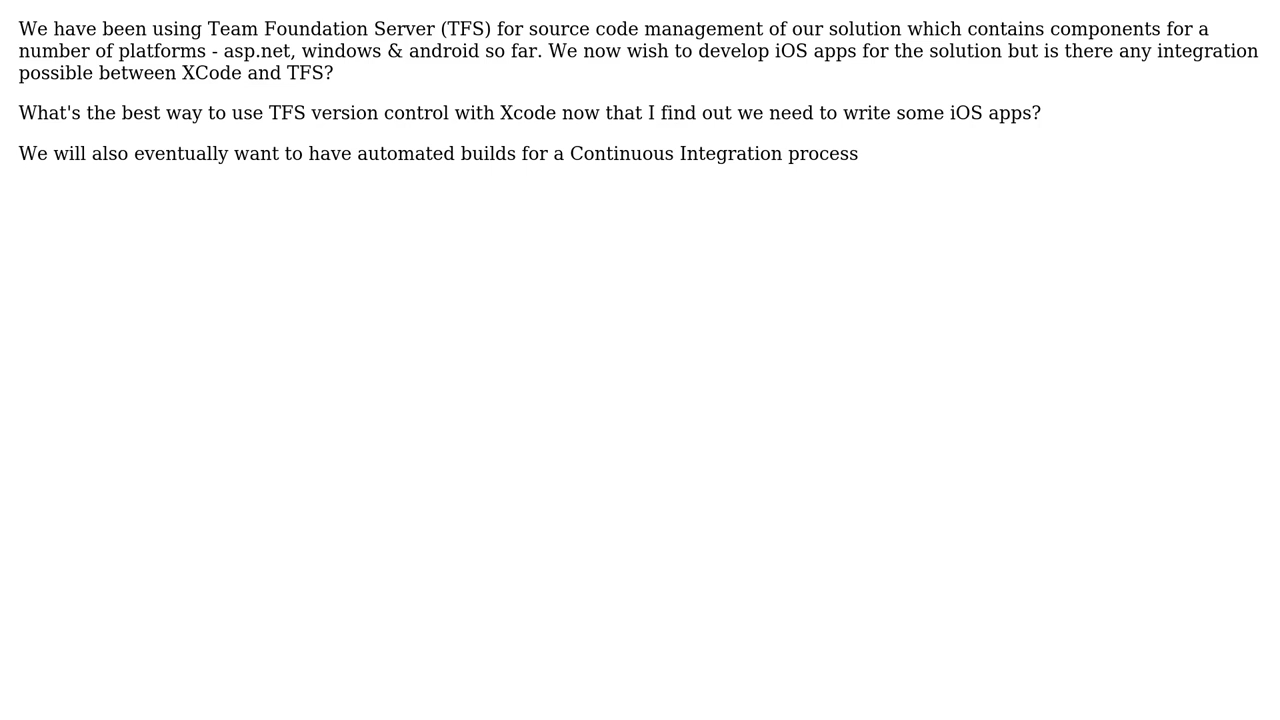 We have been using Team Foundation Server (TFS) for source code management of our solution which contains components for a
number of platforms - asp.net, windows & android so far. We now wish to develop iOS apps for the solution but is there any integration
possible between XCode and TFS?
What's the best way to use TFS version control with Xcode now that I find out we need to write some iOS apps?
We will also eventually want to have automated builds for a Continuous Integration process